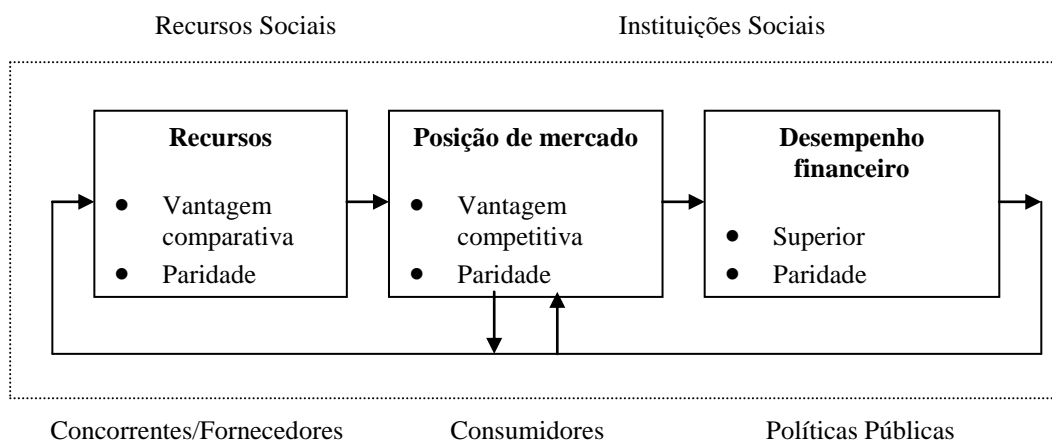 Recursos Sociais
Instituições Sociais
Recursos
• Vantagem
comparativa
• Paridade
Posição de mercado
• Vantagem
competitiva
• Paridade
Desempenho
financeiro
• Superior
• Paridade
Concorrentes/Fornecedores
Consumidores
Políticas Públicas